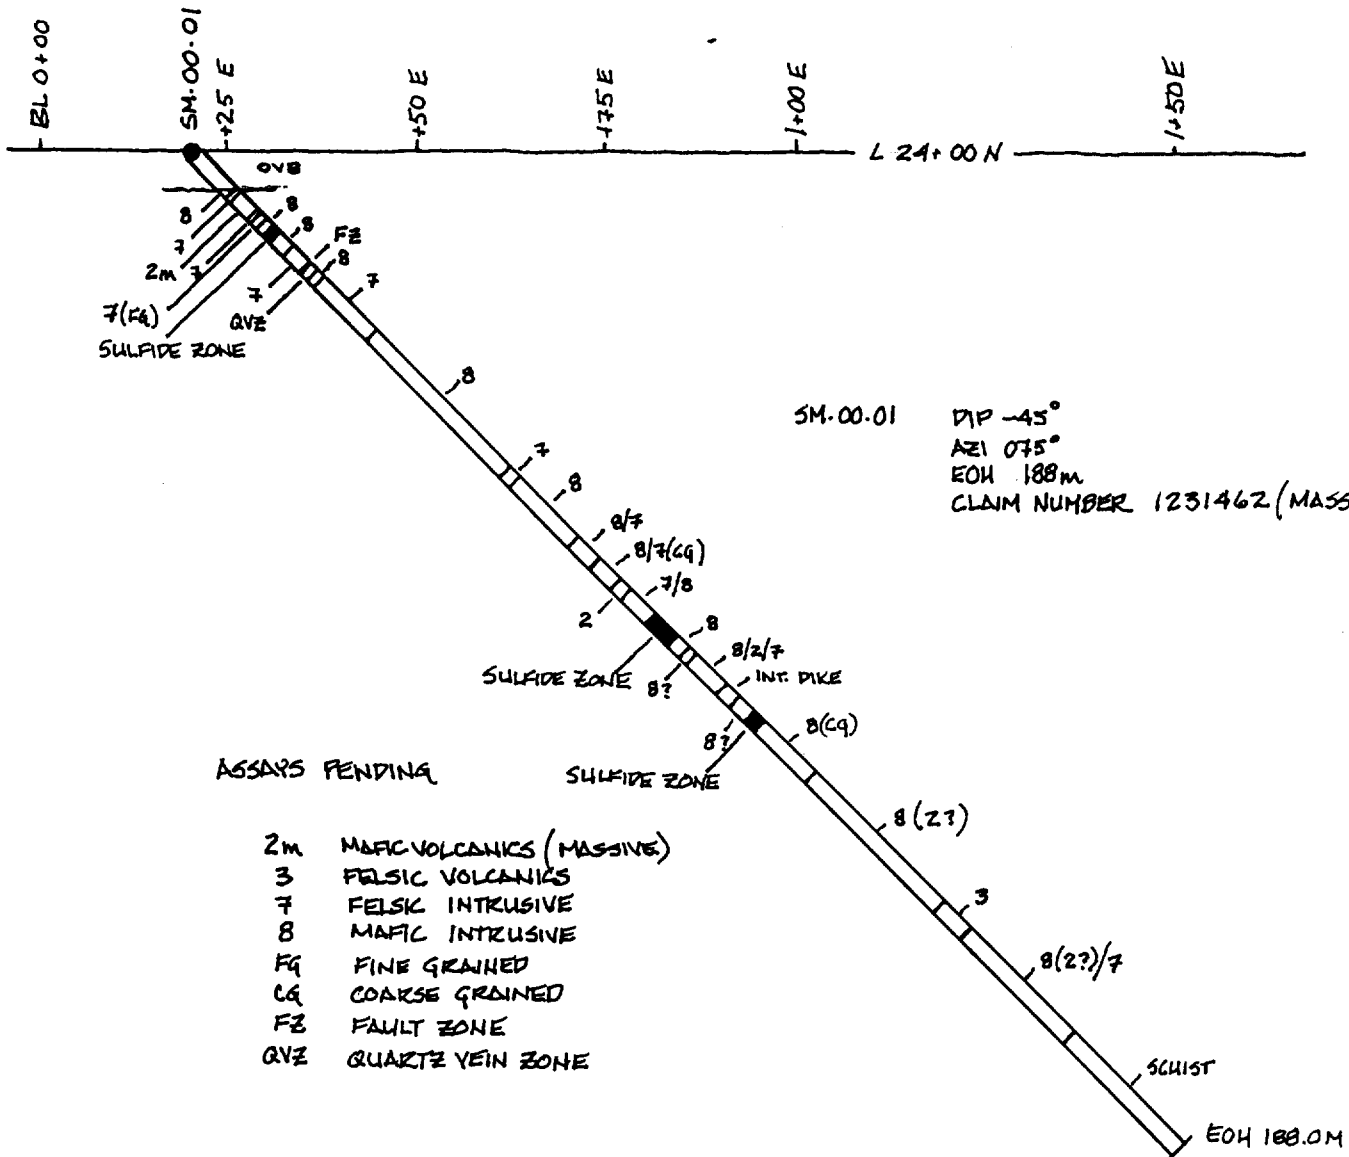 BL 0+00
SM.00.01
+25 E
+50 E
+75 E
1+00 E
1+50E
L 24+00 N
OVB
8
8
7
8
2m
7
FZ
8
7(FG)
7
7
QVZ
SULFIDE ZONE
8
7
8
8/7
8/7(CG)
7/8
2
8
8/2/7
SULFIDE ZONE
8?
INT. DIKE
8?
8(CG)
SULFIDE ZONE
8(2?)
3
8(2?)/7
SCHIST
EOH 188.0M
SM.00.01 DIP -45°
AZI 075°
EOH 188m
CLAIM NUMBER 1231462 (MASS
ASSAYS PENDING
2m MAFIC VOLCANICS (MASSIVE)
3 FELSIC VOLCANICS
7 FELSIC INTRUSIVE
8 MAFIC INTRUSIVE
FG FINE GRAINED
CG COARSE GRAINED
FZ FAULT ZONE
QVZ QUARTZ VEIN ZONE